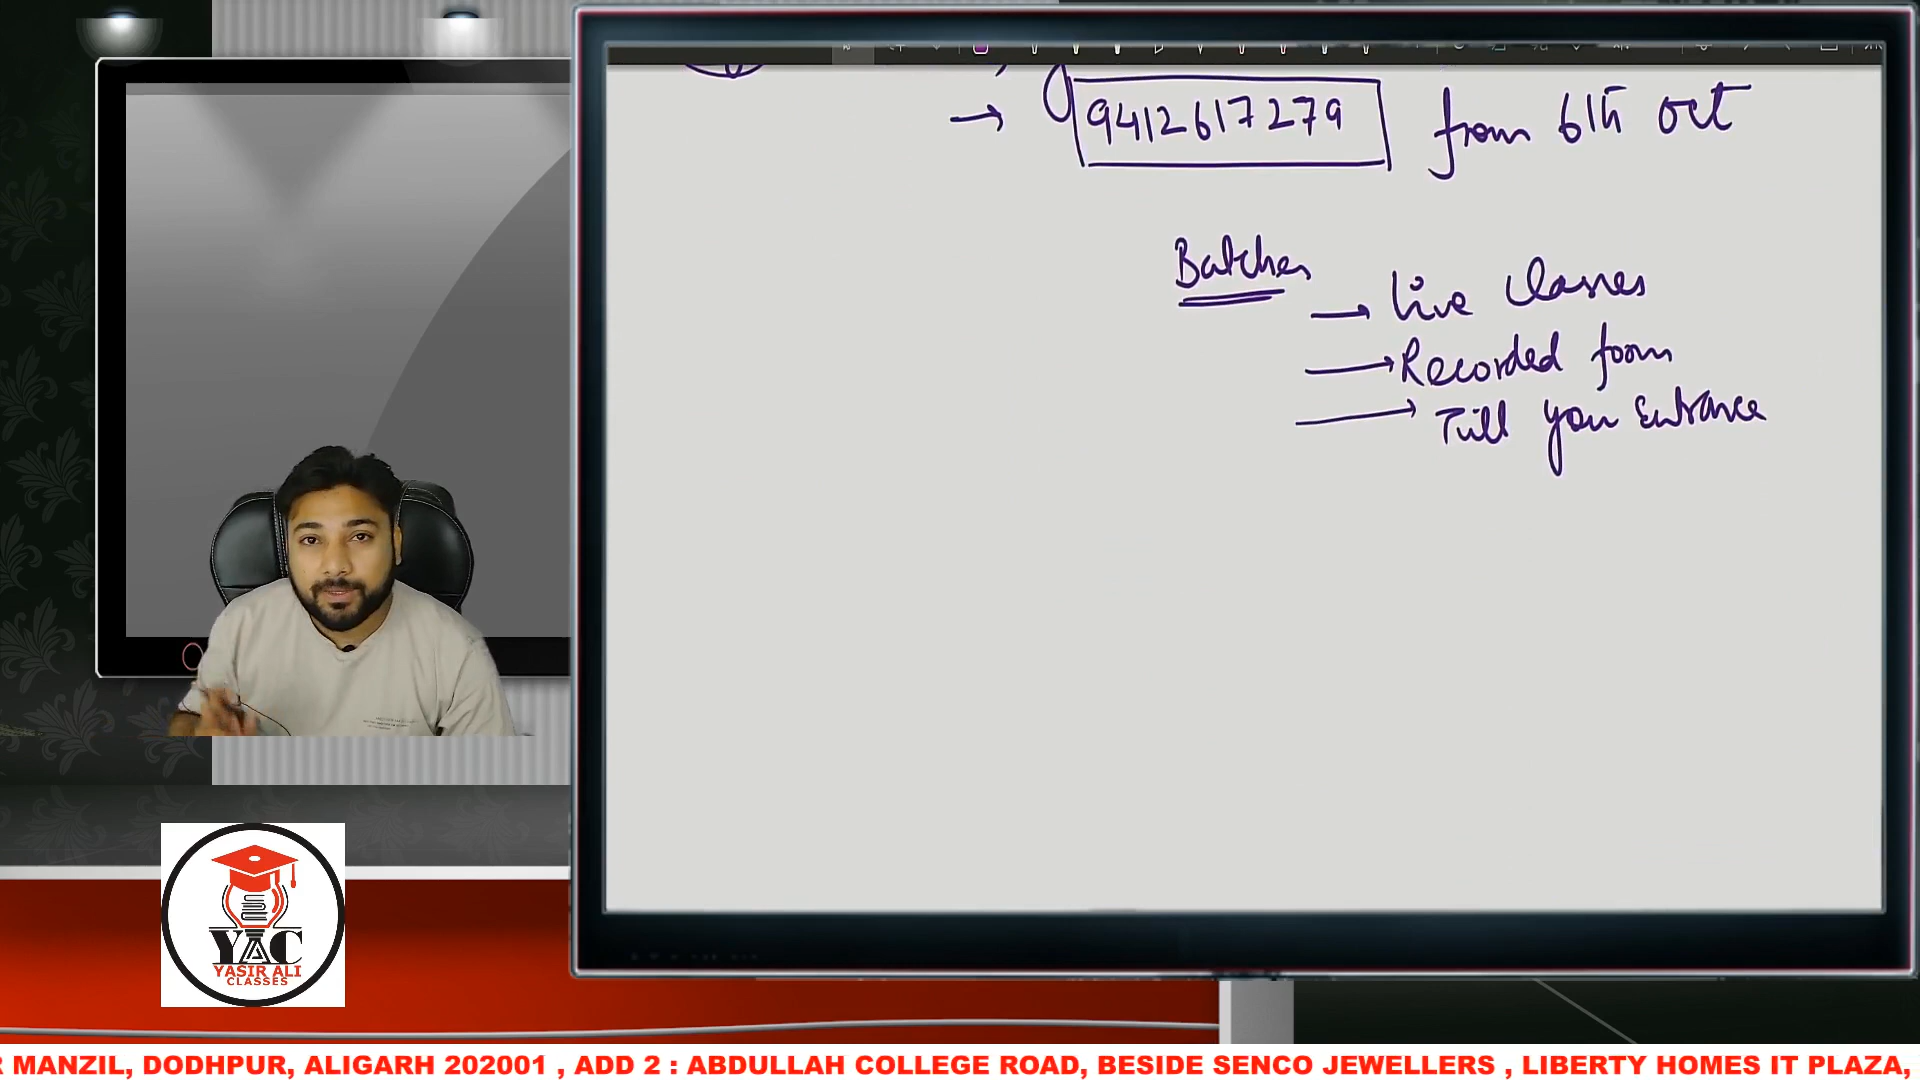 → 9412617279 from 6th oct
Batches
→ Live Classes
→ Recorded form
→ Till you Entrance
YAC
YASIR ALI
CLASSES
R MANZIL, DODHPUR, ALIGARH 202001 , ADD 2 : ABDULLAH COLLEGE ROAD, BESIDE SENCO JEWELLERS , LIBERTY HOMES IT PLAZA,